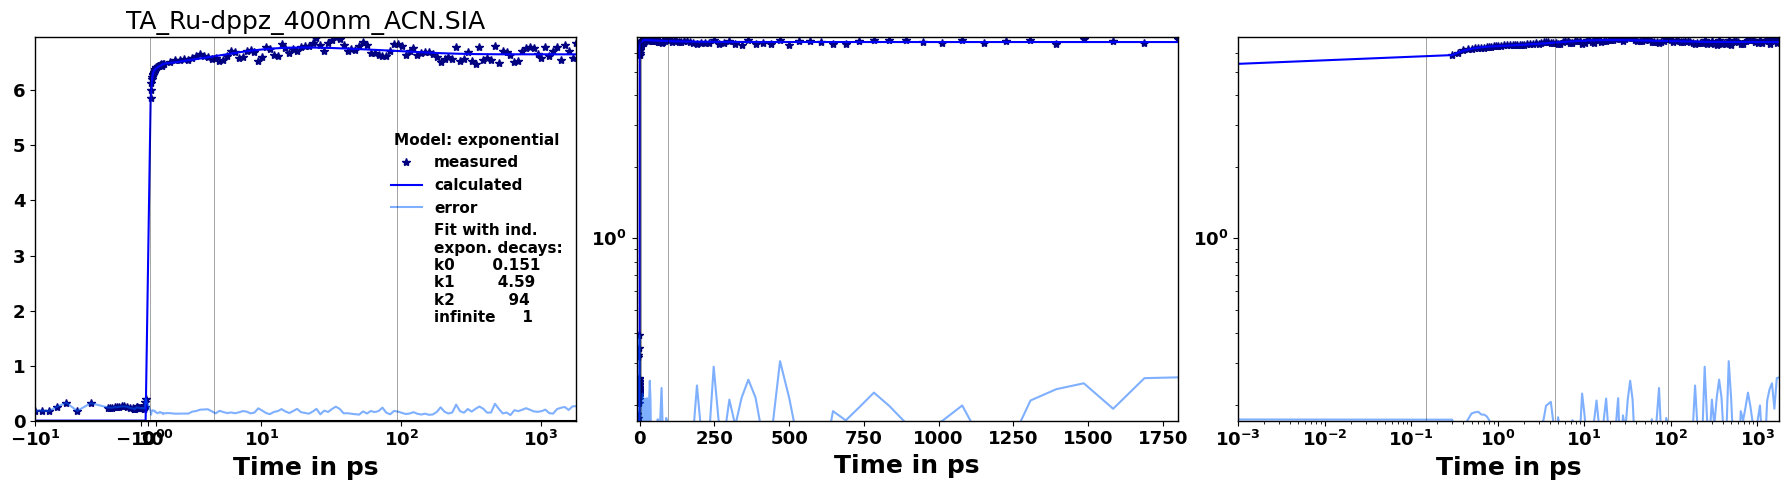 TA_Ru-dppz_400nm_ACN.SIA
6
5
4
3
2
1
0
Model: exponential
measured
calculated
error
Fit with ind.
expon. decays:
k0 0.151
k1 4.59
k2 94
infinite 1
−10¹ 10¹ 10² 10³
Time in ps
10⁰
0 250 500 750 1000 1250 1500 1750
Time in ps
10⁰
10⁻³ 10⁻² 10⁻¹ 10⁰ 10¹ 10² 10³
Time in ps